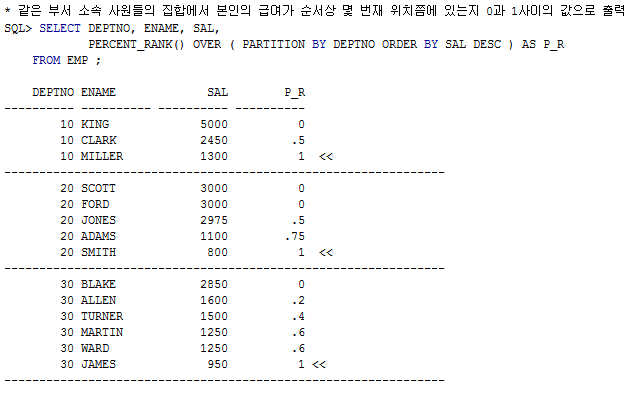 * 같은 부서 소속 사원들의 집합에서 본인의 급여가 순서상 몇 번재 위치쯤에 있는지 0과 1사이의 값으로 출력
SQL> SELECT DEPTNO, ENAME, SAL,
PERCENT_RANK() OVER ( PARTITION BY DEPTNO ORDER BY SAL DESC ) AS P_R
FROM EMP ;
DEPTNO ENAME SAL P_R
---------- ---------- ---------- ----------
10 KING 5000 0
10 CLARK 2450 .5
10 MILLER 1300 1 <<
---------------------------------------------------------------
20 SCOTT 3000 0
20 FORD 3000 0
20 JONES 2975 .5
20 ADAMS 1100 .75
20 SMITH 800 1 <<
---------------------------------------------------------------
30 BLAKE 2850 0
30 ALLEN 1600 .2
30 TURNER 1500 .4
30 MARTIN 1250 .6
30 WARD 1250 .6
30 JAMES 950 1 <<
---------------------------------------------------------------